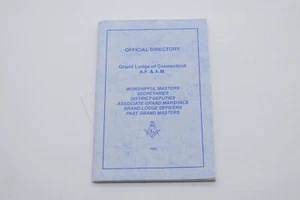 OFFICIAL DIRECTORY
Grand Lodge of Connecticut
A.F. & A.M.
WORSHIPFUL MASTERS
SECRETARIES
DISTRICT DEPUTIES
ASSOCIATE GRAND MARSHALS
GRAND LODGE OFFICERS
PAST GRAND MASTERS